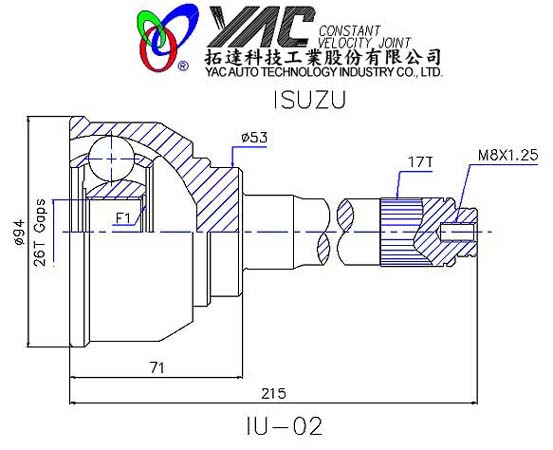 YAC CONSTANT
VELOCITY JOINT
®
拓達科技工業股份有限公司
YAC AUTO TECHNOLOGY INDUSTRY CO., LTD.
ISUZU
ø53
17T
M8X1.25
ø94
26T Gaps
F1
71
215
IU-02